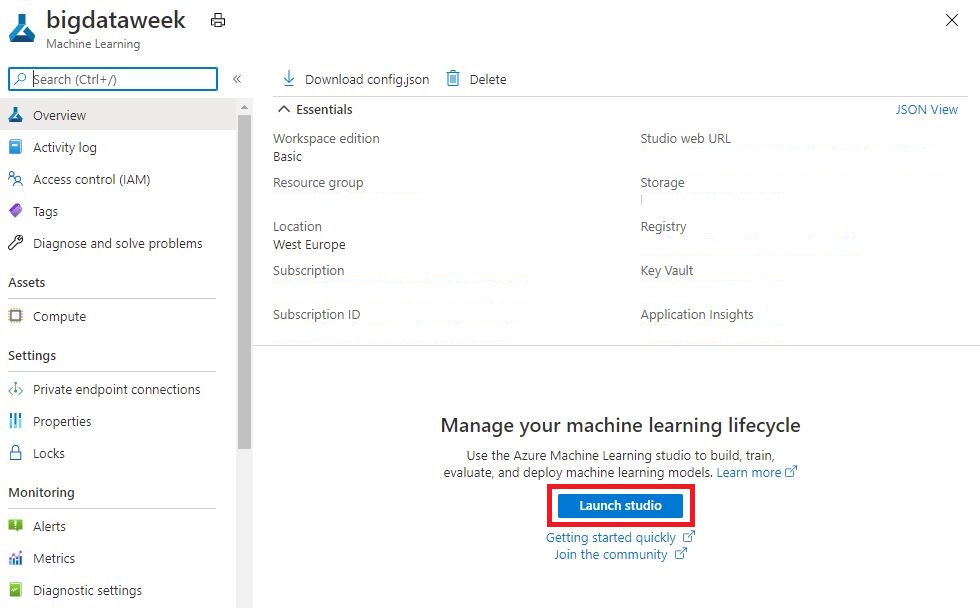 bigdataweek
Machine Learning
Search (Ctrl+/)
«
Overview
Activity log
Access control (IAM)
Tags
Diagnose and solve problems
Assets
Compute
Settings
Private endpoint connections
Properties
Locks
Monitoring
Alerts
Metrics
Diagnostic settings
Download config.json
Delete
Essentials
JSON View
Workspace edition
Basic
Resource group
Location
West Europe
Subscription
Subscription ID
Studio web URL
Storage
Registry
Key Vault
Application Insights
Manage your machine learning lifecycle
Use the Azure Machine Learning studio to build, train,
evaluate, and deploy machine learning models. Learn more
Launch studio
Getting started quickly
Join the community